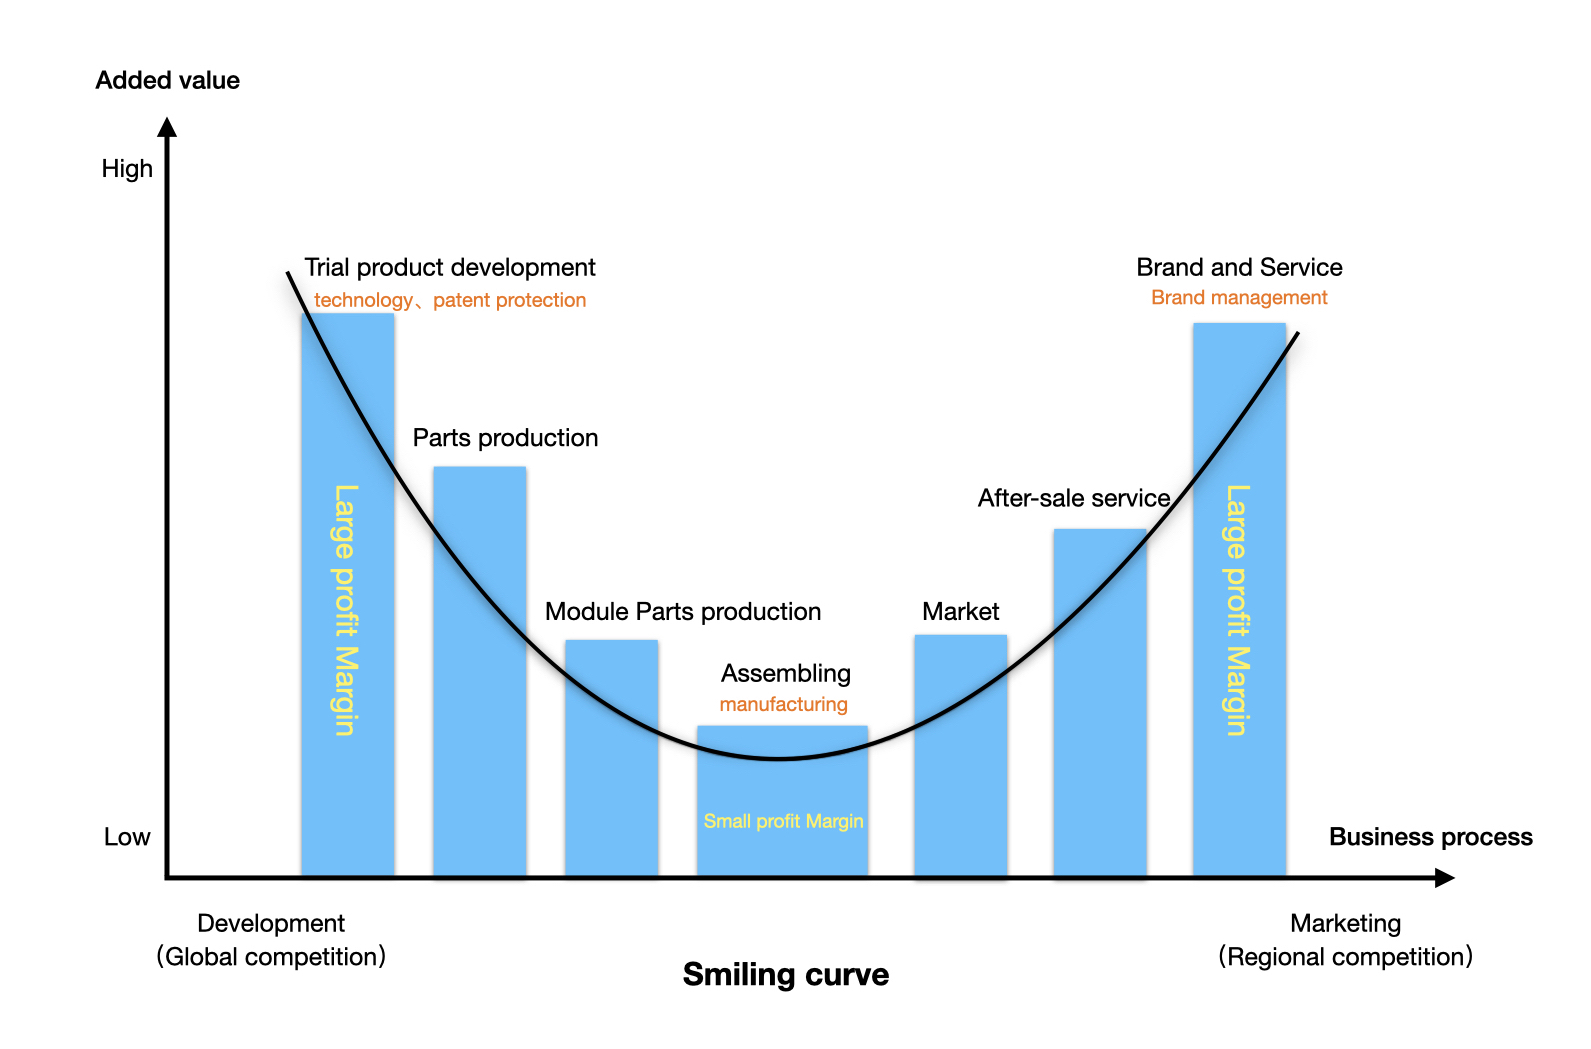 Added value
High
Trial product development
technology、patent protection
Brand and Service
Brand management
Parts production
Large profit Margin
After-sale service
Large profit Margin
Module Parts production
Market
Assembling
manufacturing
Small profit Margin
Low
Business process
Development
（Global competition）
Marketing
（Regional competition）
Smiling curve